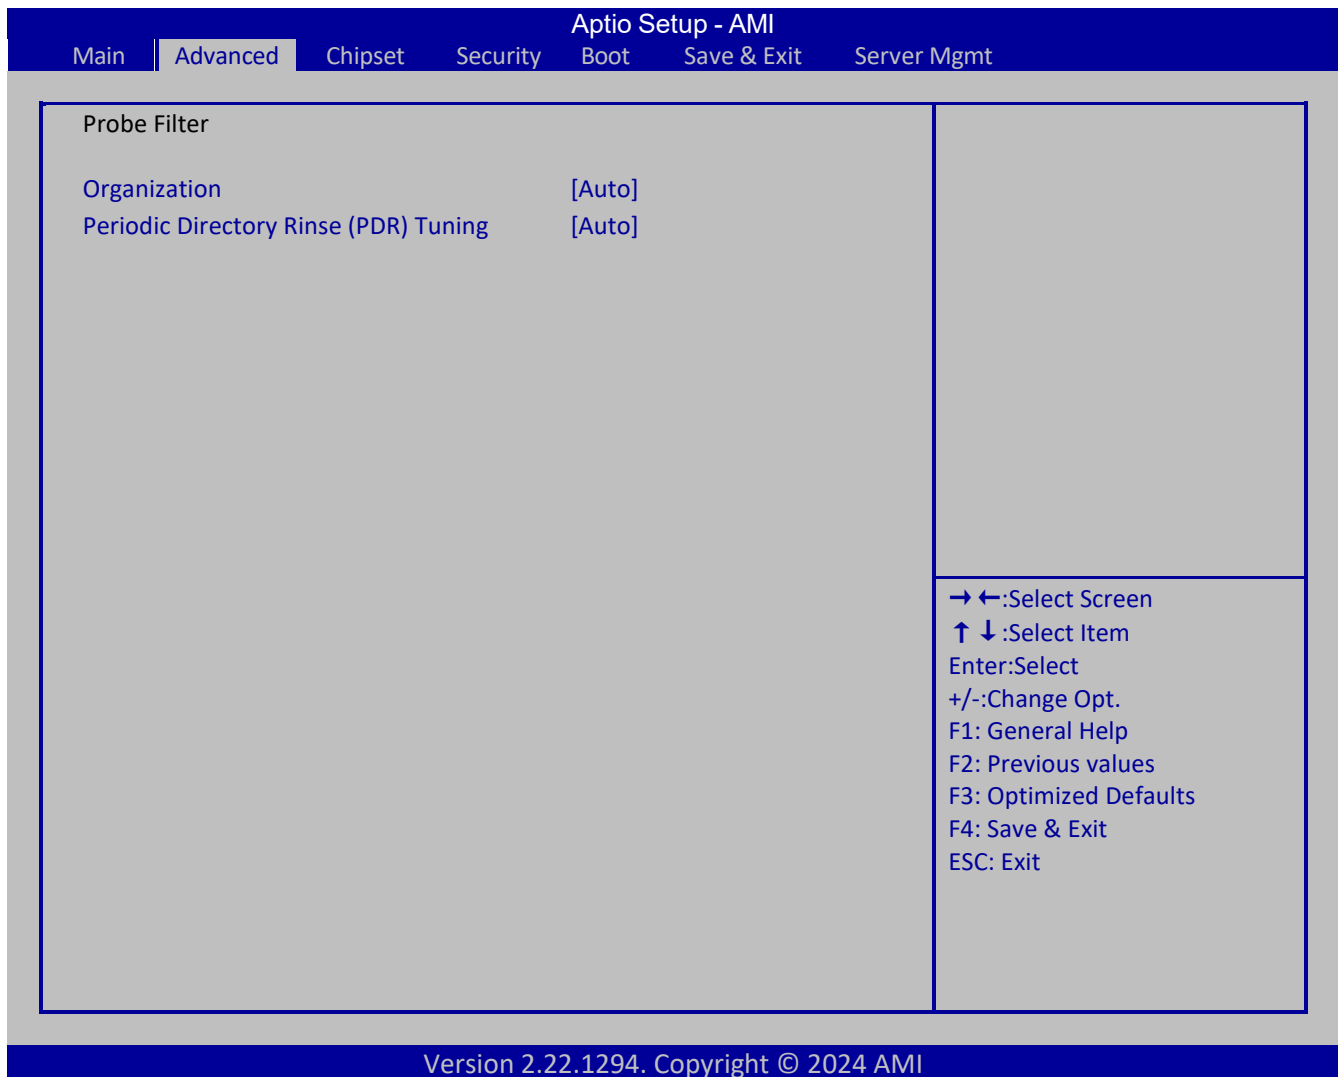 Aptio Setup - AMI
Main Advanced Chipset Security Boot Save & Exit Server Mgmt
Probe Filter
Organization [Auto]
Periodic Directory Rinse (PDR) Tuning [Auto]
→ ←:Select Screen
↑ ↓ :Select Item
Enter:Select
+/-:Change Opt.
F1: General Help
F2: Previous values
F3: Optimized Defaults
F4: Save & Exit
ESC: Exit
Version 2.22.1294. Copyright © 2024 AMI